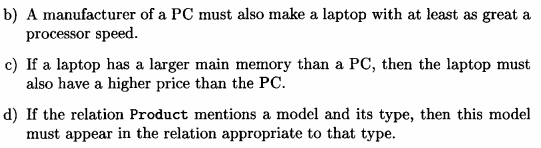 b) A manufacturer of a PC must also make a laptop with at least as great a
processor speed.
c) If a laptop has a larger main memory than a PC, then the laptop must
also have a higher price than the PC.
d) If the relation Product mentions a model and its type, then this model
must appear in the relation appropriate to that type.